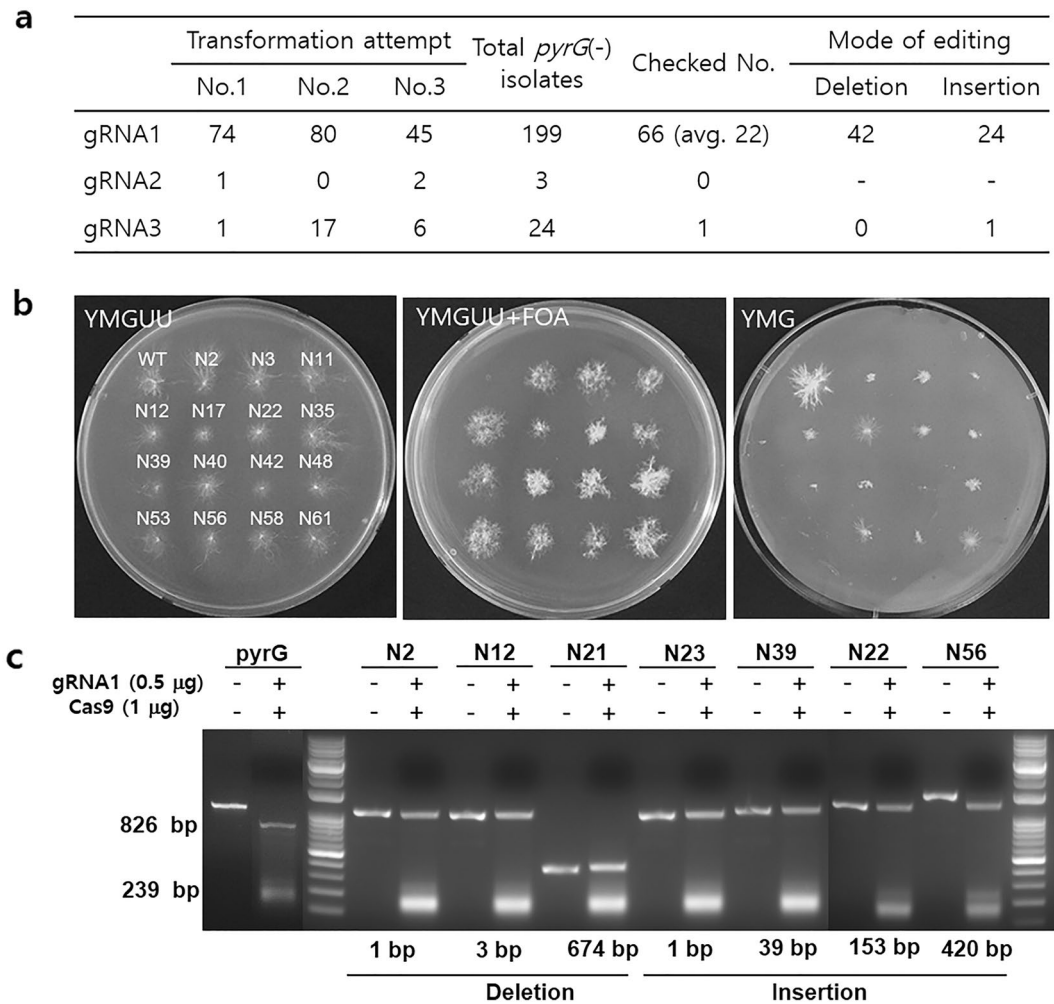 a
Transformation attempt Total pyrG(-) isolates Checked No. Mode of editing
No.1 No.2 No.3 Deletion Insertion
gRNA1 74 80 45 199 66 (avg. 22) 42 24
gRNA2 1 0 2 3 0 - -
gRNA3 1 17 6 24 1 0 1
b
YMGUU YMGUU+FOA YMG
WT N2 N3 N11
N12 N17 N22 N35
N39 N40 N42 N48
N53 N56 N58 N61
c
pyrG N2 N12 N21 N23 N39 N22 N56
gRNA1 (0.5 μg) - + - + - + - + - + - + - + - +
Cas9 (1 μg) - + - + - + - + - + - + - + - +
826 bp
239 bp
1 bp 3 bp 674 bp 1 bp 39 bp 153 bp 420 bp
Deletion Insertion